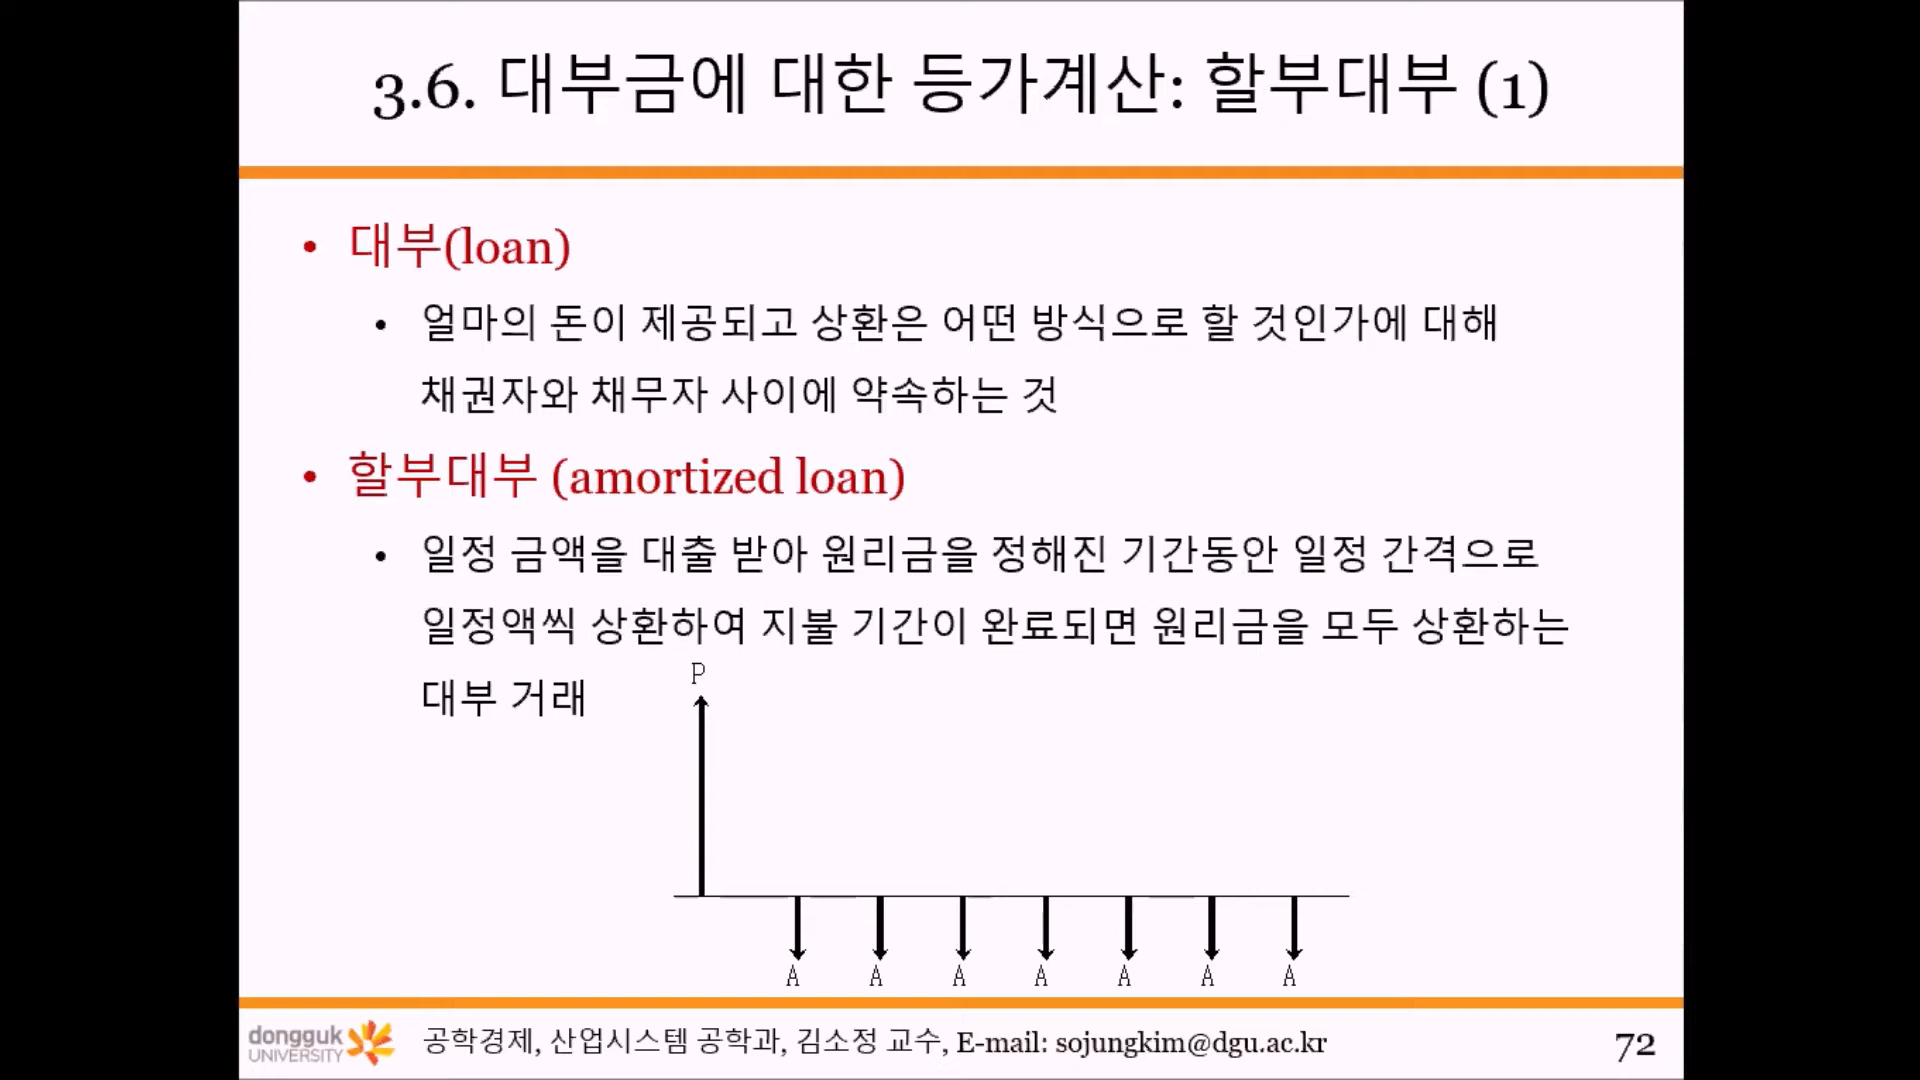 3.6. 대부금에 대한 등가계산: 할부대부 (1)
• 대부(loan)
• 얼마의 돈이 제공되고 상환은 어떤 방식으로 할 것인가에 대해
채권자와 채무자 사이에 약속하는 것
• 할부대부 (amortized loan)
• 일정 금액을 대출 받아 원리금을 정해진 기간동안 일정 간격으로
일정액씩 상환하여 지불 기간이 완료되면 원리금을 모두 상환하는
대부 거래
P
A A A A A A A
dongguk
UNIVERSITY
공학경제, 산업시스템 공학과, 김소정 교수, E-mail: sojungkim@dgu.ac.kr
72